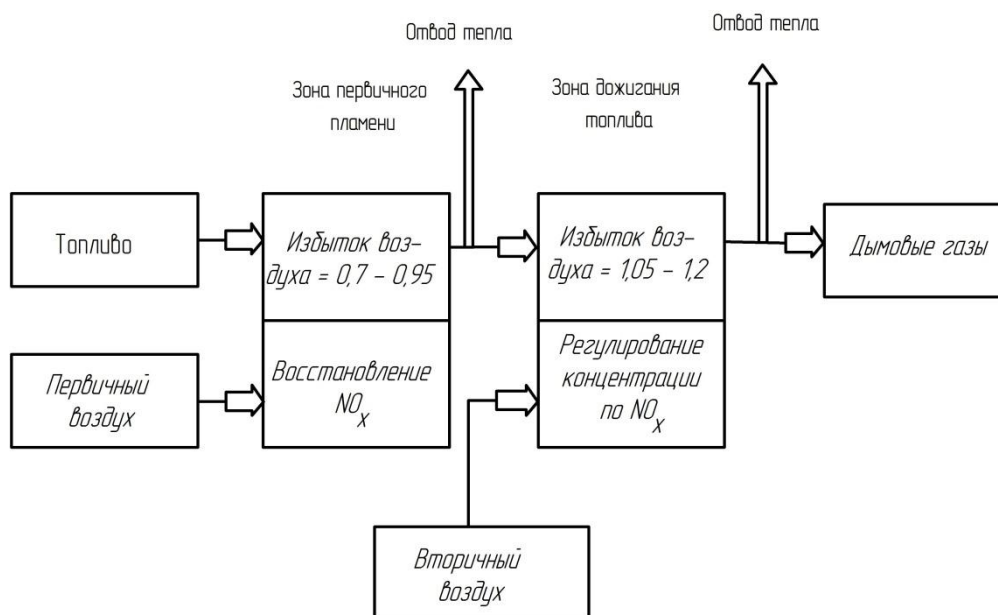 Отвод тепла
Отвод тепла
Зона первичного
пламени
Зона дожигания
топлива
Топливо
Избыток воз-
духа = 0,7 – 0,95
Избыток воз-
духа = 1,05 – 1,2
Дымовые газы
Первичный
воздух
Восстановление
NOx
Регулирование
концентрации
по NOx
Вторичный
воздух